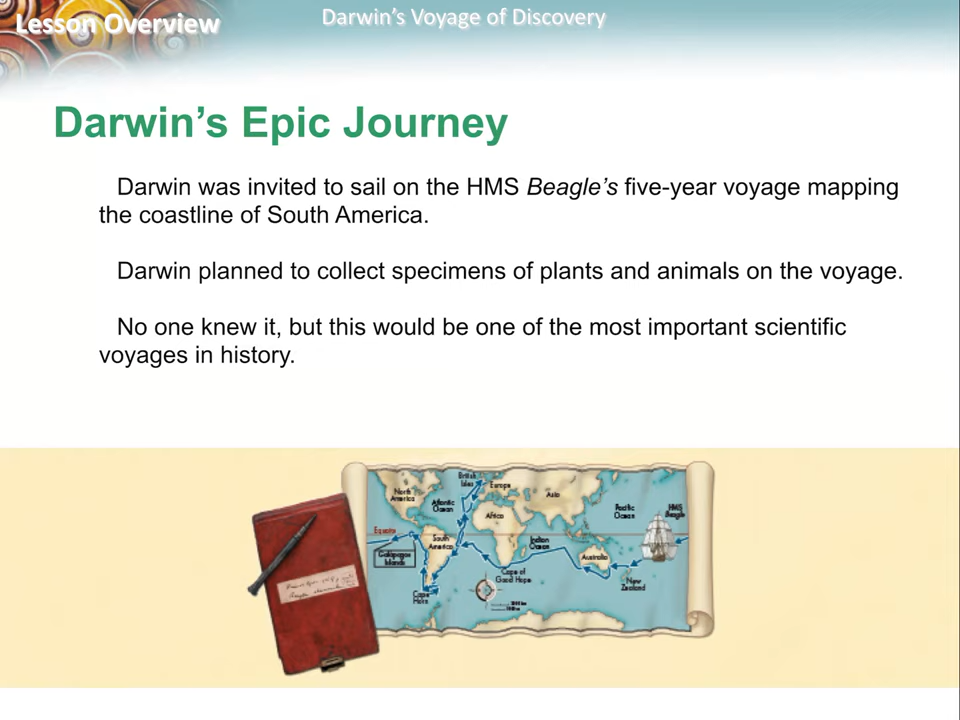 Lesson Overview
Darwin’s Voyage of Discovery
Darwin’s Epic Journey
Darwin was invited to sail on the HMS Beagle’s five-year voyage mapping
the coastline of South America.
Darwin planned to collect specimens of plants and animals on the voyage.
No one knew it, but this would be one of the most important scientific
voyages in history.
British
Isles
Europe
North
America
Asia
Atlantic
Ocean
Pacific
Ocean
HMS
Beagle
Africa
Equator
South
America
Indian
Ocean
Galápagos
Islands
Australia
Cape of
Good Hope
New
Zealand
Cape
Horn